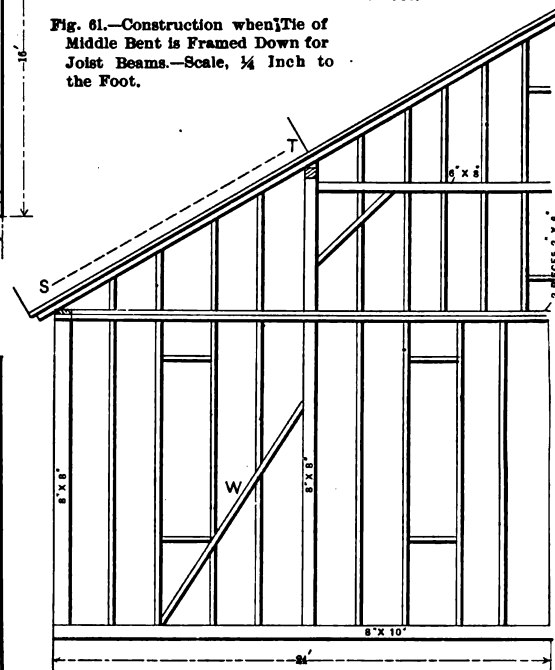 Fig. 61.—Construction when Tie of
Middle Bent is Framed Down for
Joist Beams.—Scale, ¼ Inch to
the Foot.
16'
T
6" X 8"
S
8" X 8"
W
8" X 8"
8" X 10"
24'